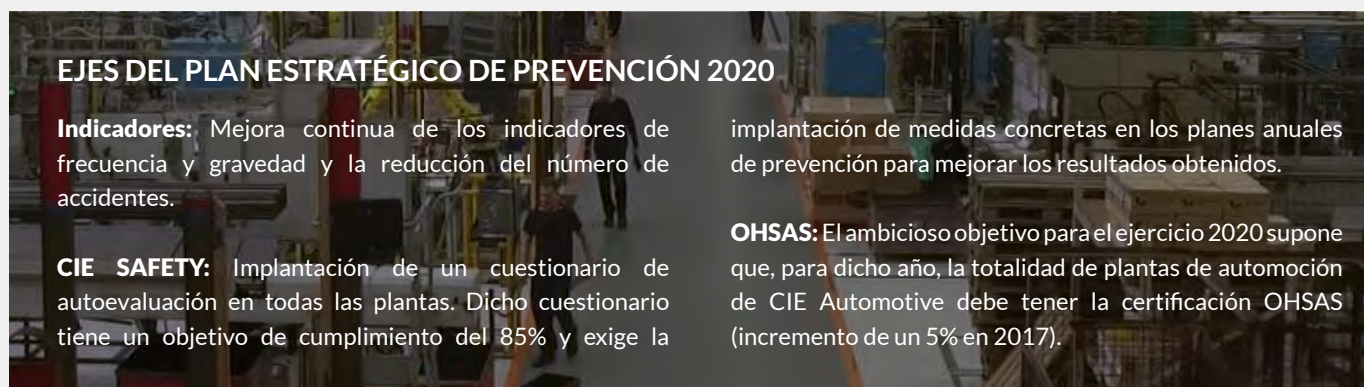 EJES DEL PLAN ESTRATÉGICO DE PREVENCIÓN 2020
Indicadores: Mejora continua de los indicadores de
frecuencia y gravedad y la reducción del número de
accidentes.
CIE SAFETY: Implantación de un cuestionario de
autoevaluación en todas las plantas. Dicho cuestionario
tiene un objetivo de cumplimiento del 85% y exige la
implantación de medidas concretas en los planes anuales
de prevención para mejorar los resultados obtenidos.
OHSAS: El ambicioso objetivo para el ejercicio 2020 supone
que, para dicho año, la totalidad de plantas de automoción
de CIE Automotive debe tener la certificación OHSAS
(incremento de un 5% en 2017).